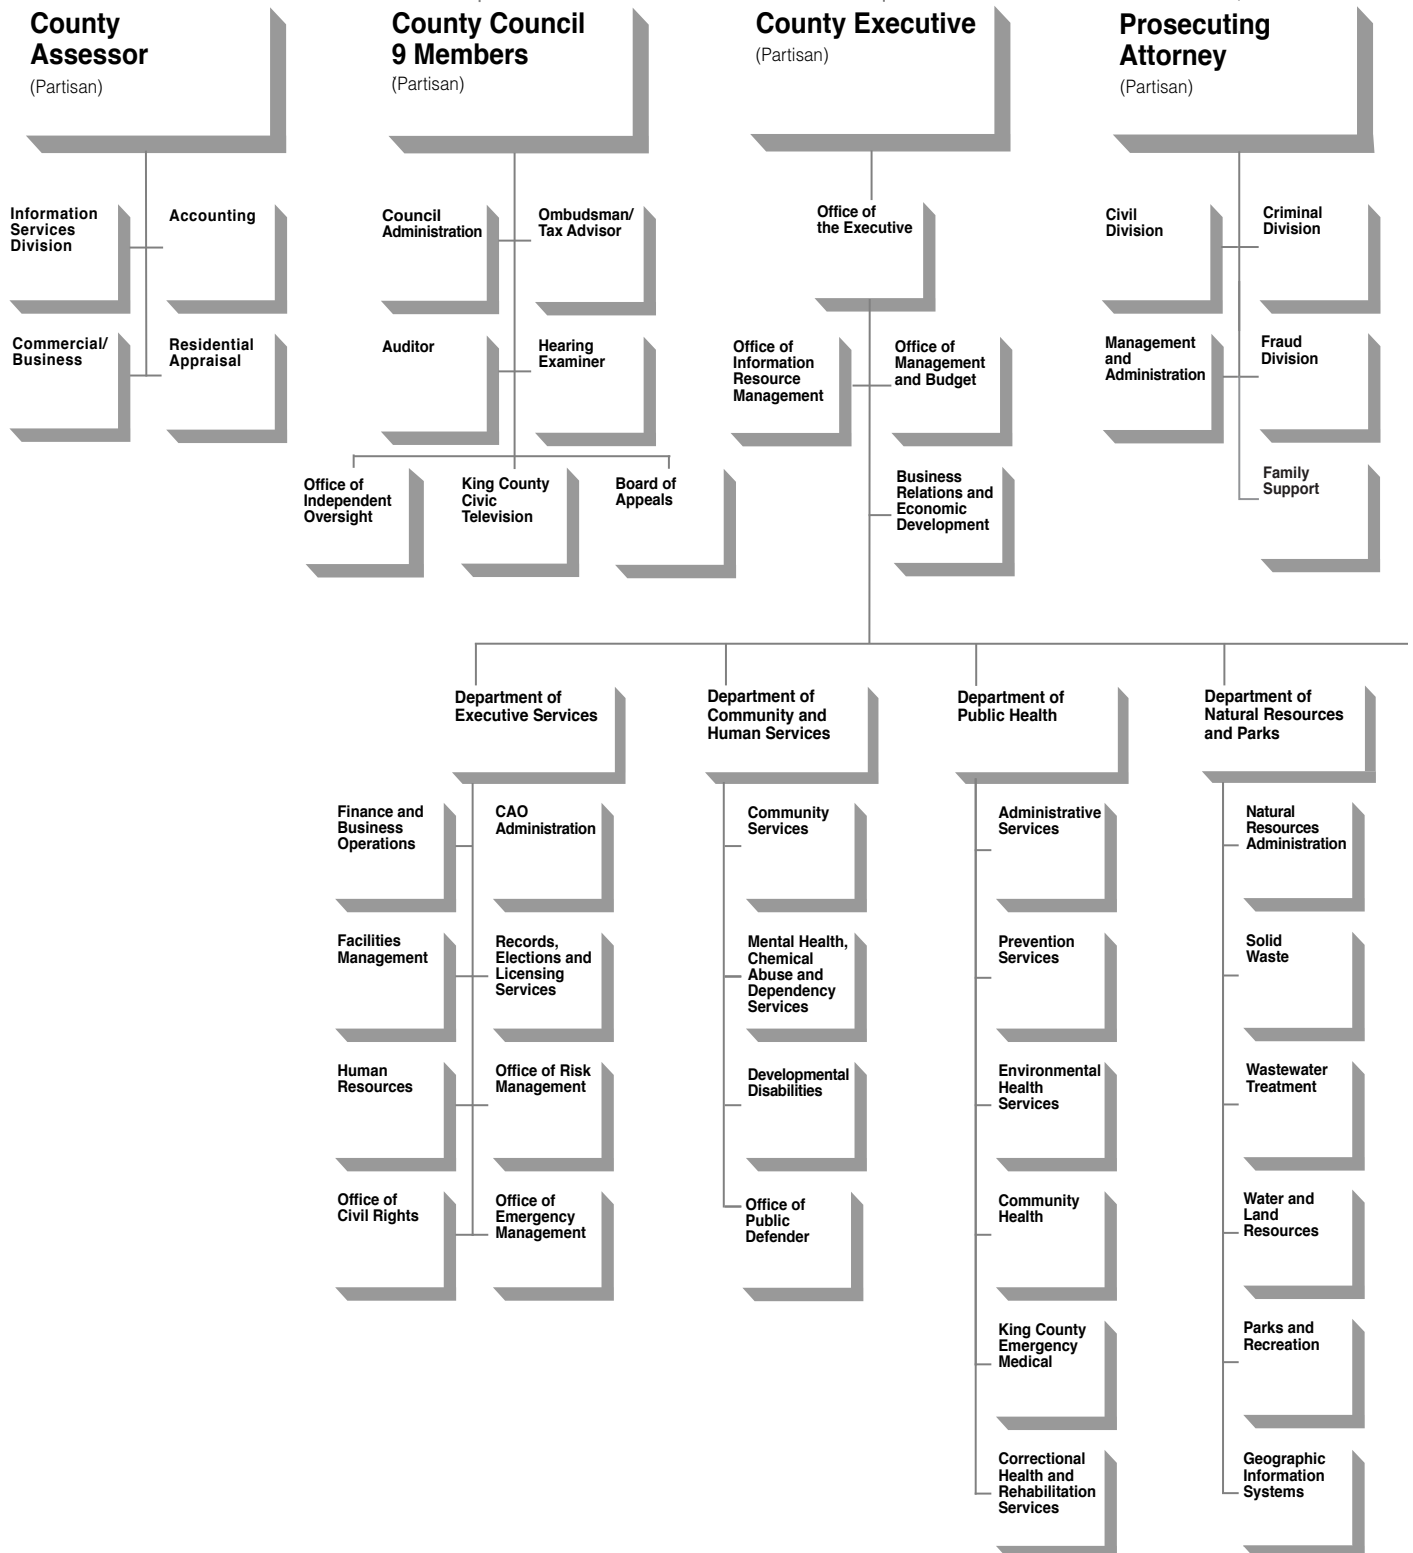 County
Assessor
(Partisan)
County Council
9 Members
(Partisan)
County Executive
(Partisan)
Prosecuting
Attorney
(Partisan)
Information
Services
Division
Accounting
Commercial/
Business
Residential
Appraisal
Council
Administration
Ombudsman/
Tax Advisor
Auditor
Hearing
Examiner
Office of
Independent
Oversight
King County
Civic
Television
Board of
Appeals
Office of
the Executive
Office of
Information
Resource
Management
Office of
Management
and Budget
Business
Relations and
Economic
Development
Civil
Division
Criminal
Division
Management
and
Administration
Fraud
Division
Family
Support
Department of
Executive Services
Finance and
Business
Operations
CAO
Administration
Facilities
Management
Records,
Elections and
Licensing
Services
Human
Resources
Office of Risk
Management
Office of
Civil Rights
Office of
Emergency
Management
Department of
Community and
Human Services
Community
Services
Mental Health,
Chemical
Abuse and
Dependency
Services
Developmental
Disabilities
Office of
Public
Defender
Department of
Public Health
Administrative
Services
Prevention
Services
Environmental
Health
Services
Community
Health
King County
Emergency
Medical
Correctional
Health and
Rehabilitation
Services
Department of
Natural Resources
and Parks
Natural
Resources
Administration
Solid
Waste
Wastewater
Treatment
Water and
Land
Resources
Parks and
Recreation
Geographic
Information
Systems